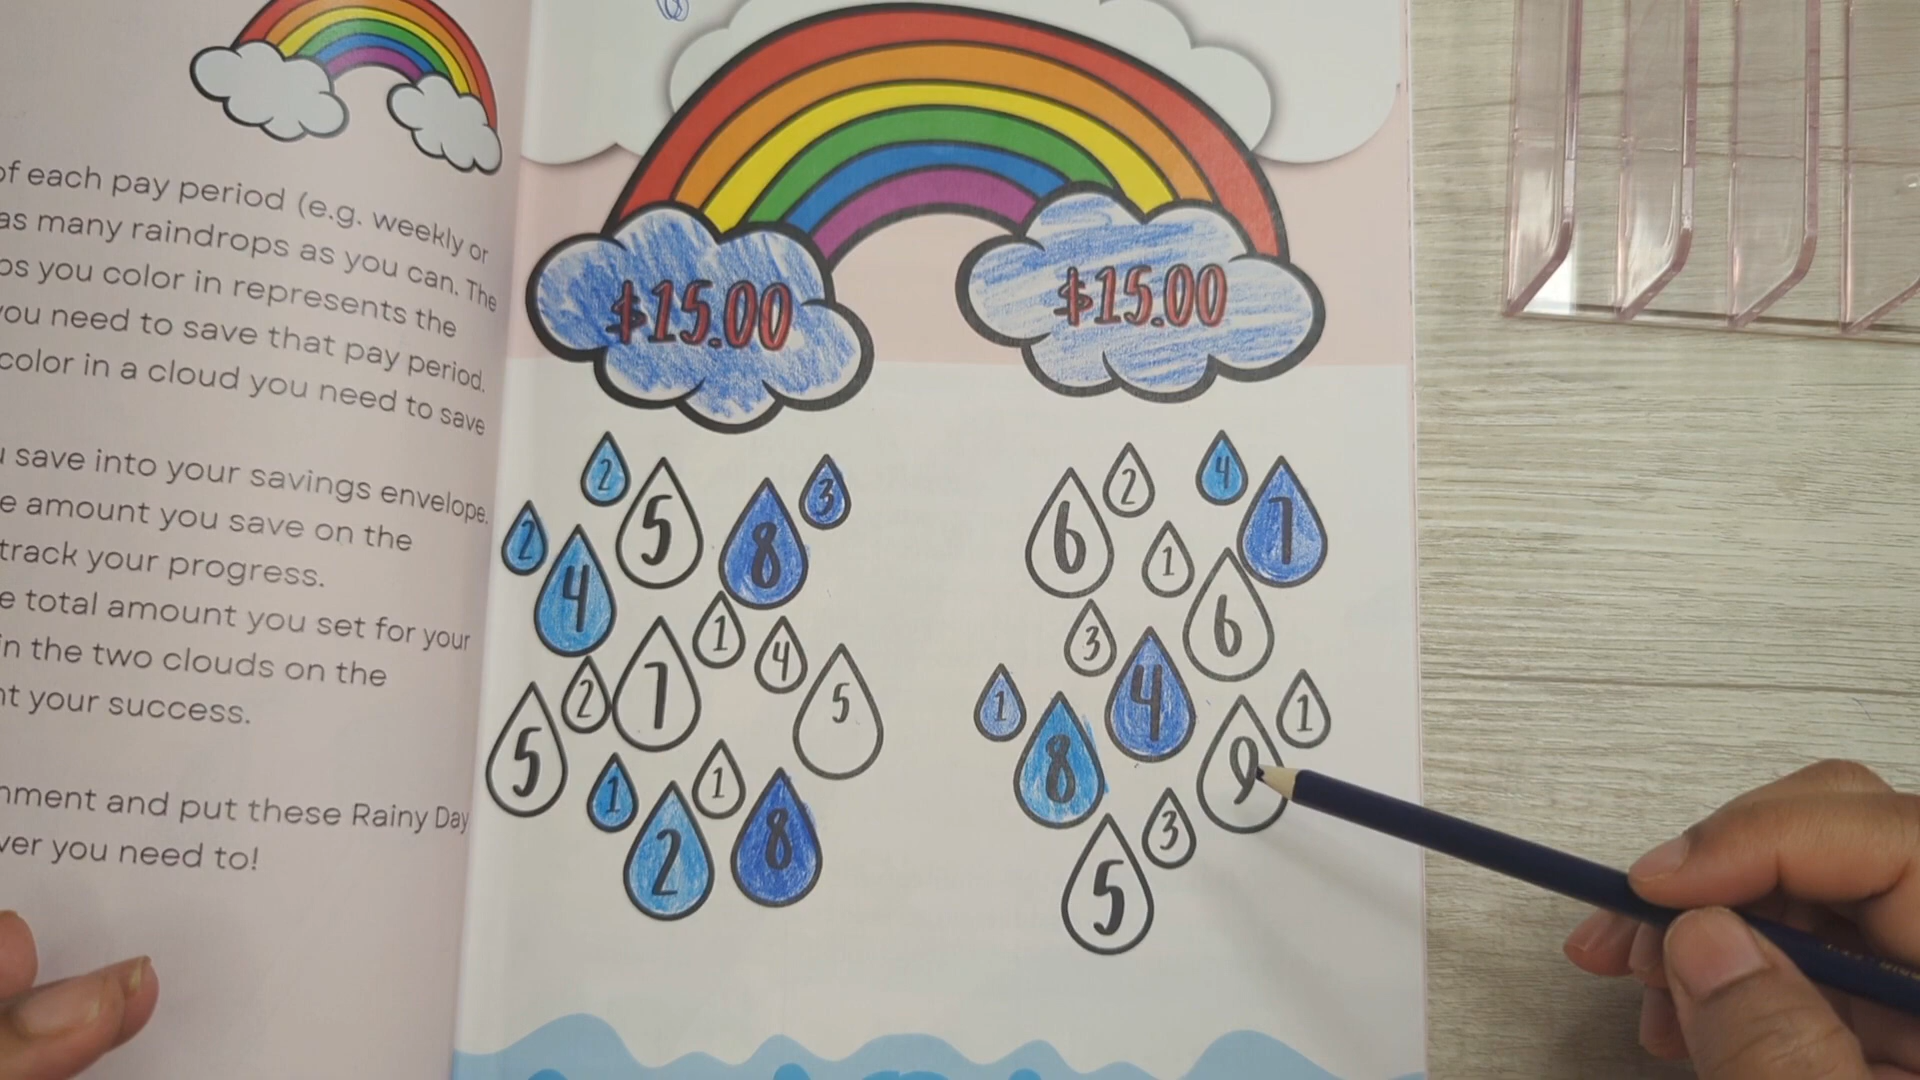 of each pay period (e.g. weekly or
as many raindrops as you can. The
you color in represents the
you need to save that pay period.
color in a cloud you need to save
save into your savings envelope.
amount you save on the
track your progress.
total amount you set for your
in the two clouds on the
your success.
and put these Rainy Day
you need to!
$15.00
$15.00
2
5
8
3
2
4
1
4
7
2
5
5
1
1
2
8
6
2
4
7
1
6
3
4
1
8
9
1
3
5